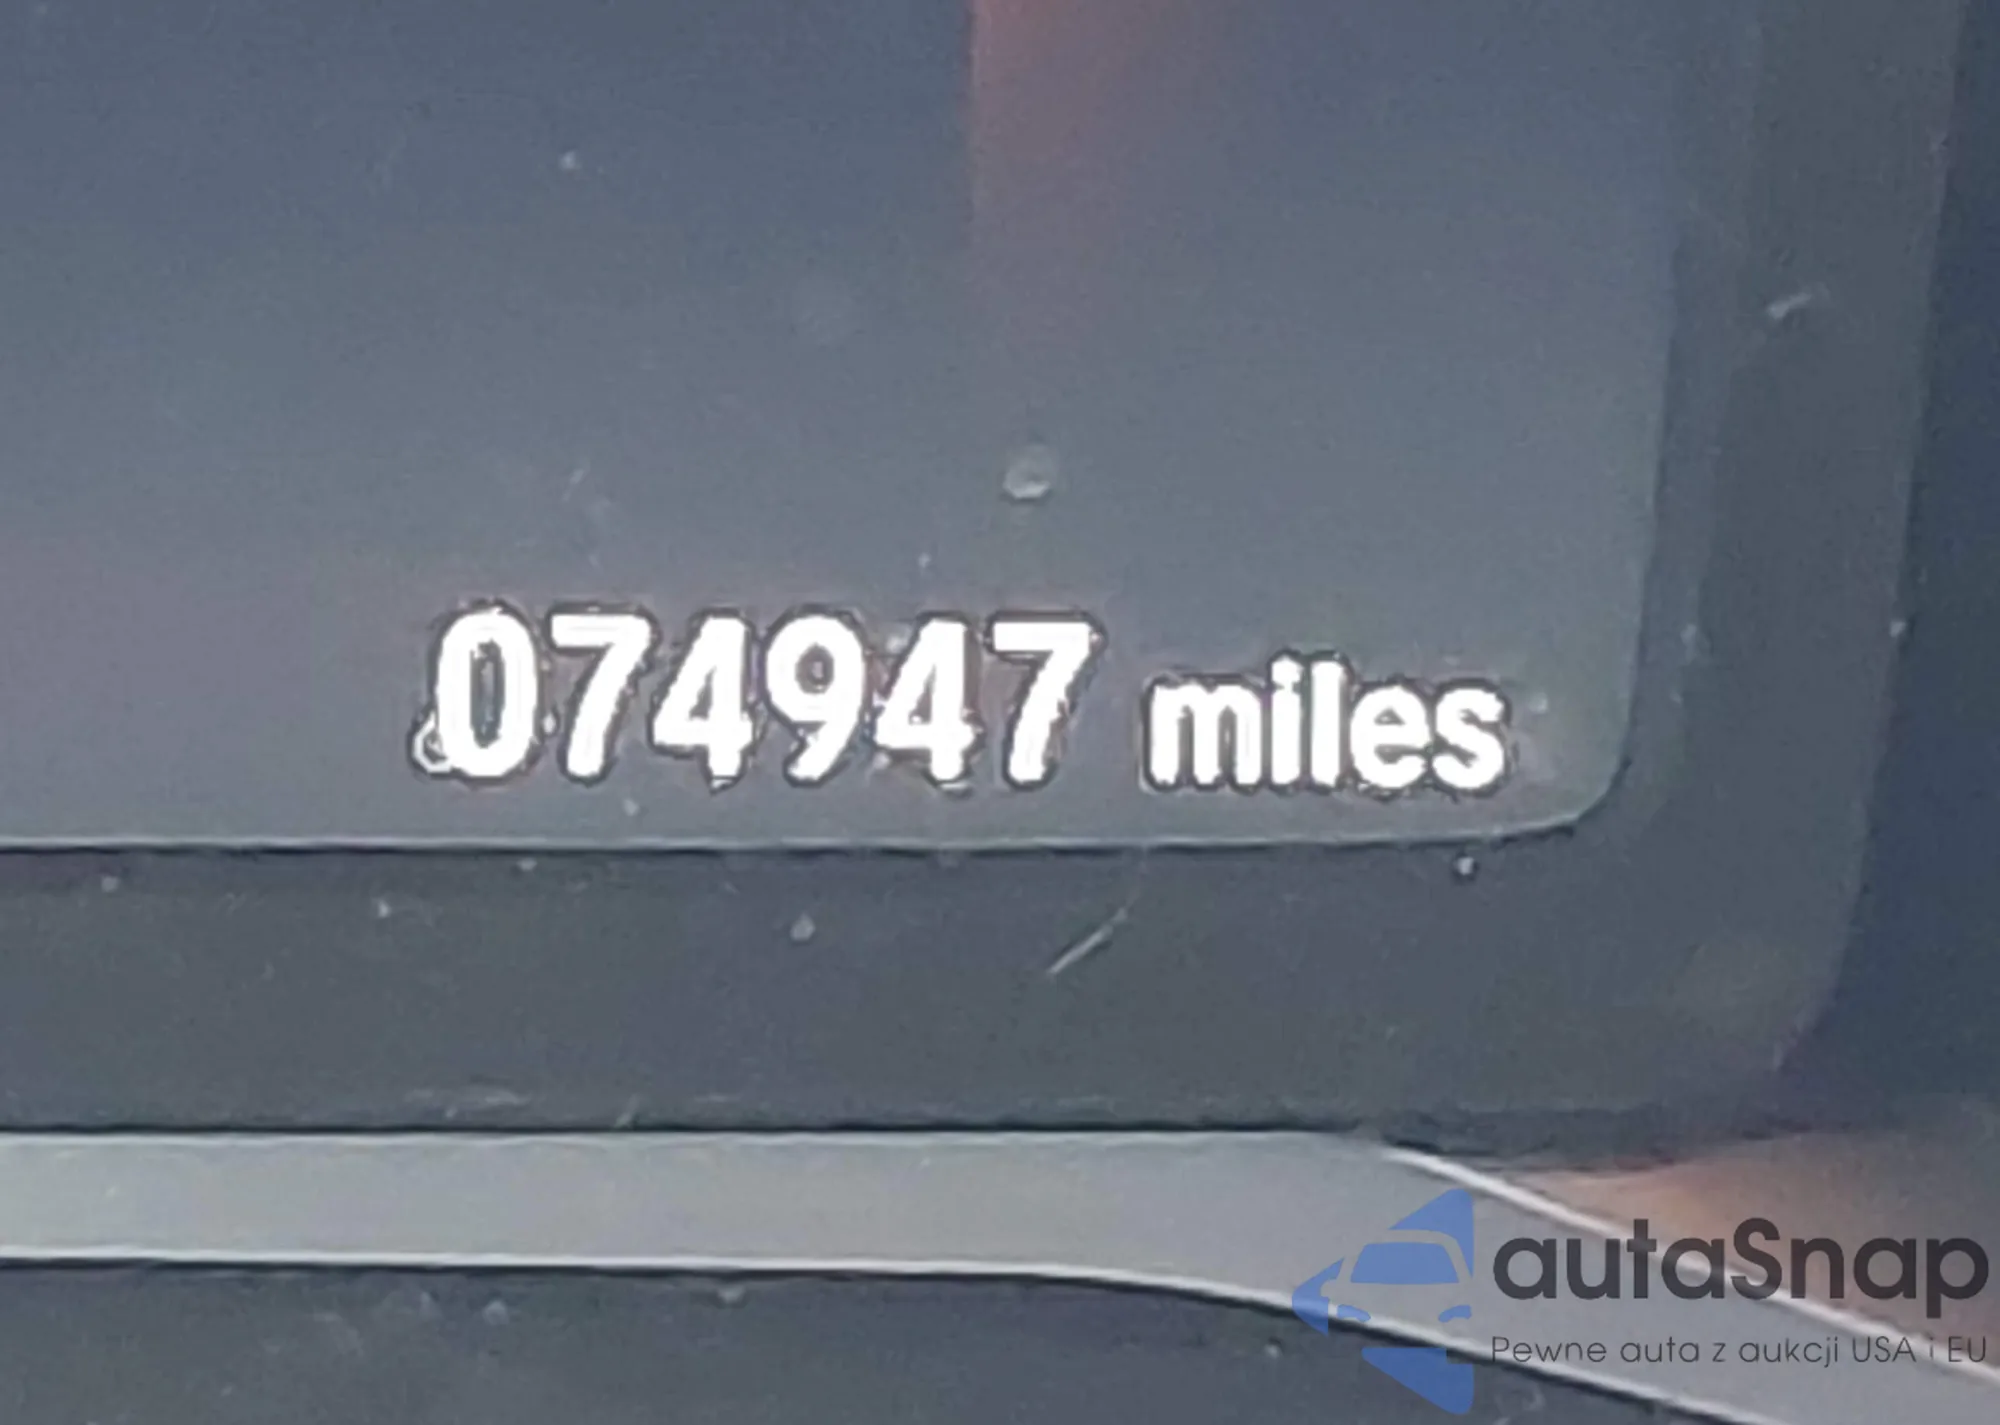 074947 miles
autaSnap
Pewne auta z aukcji USA i EU